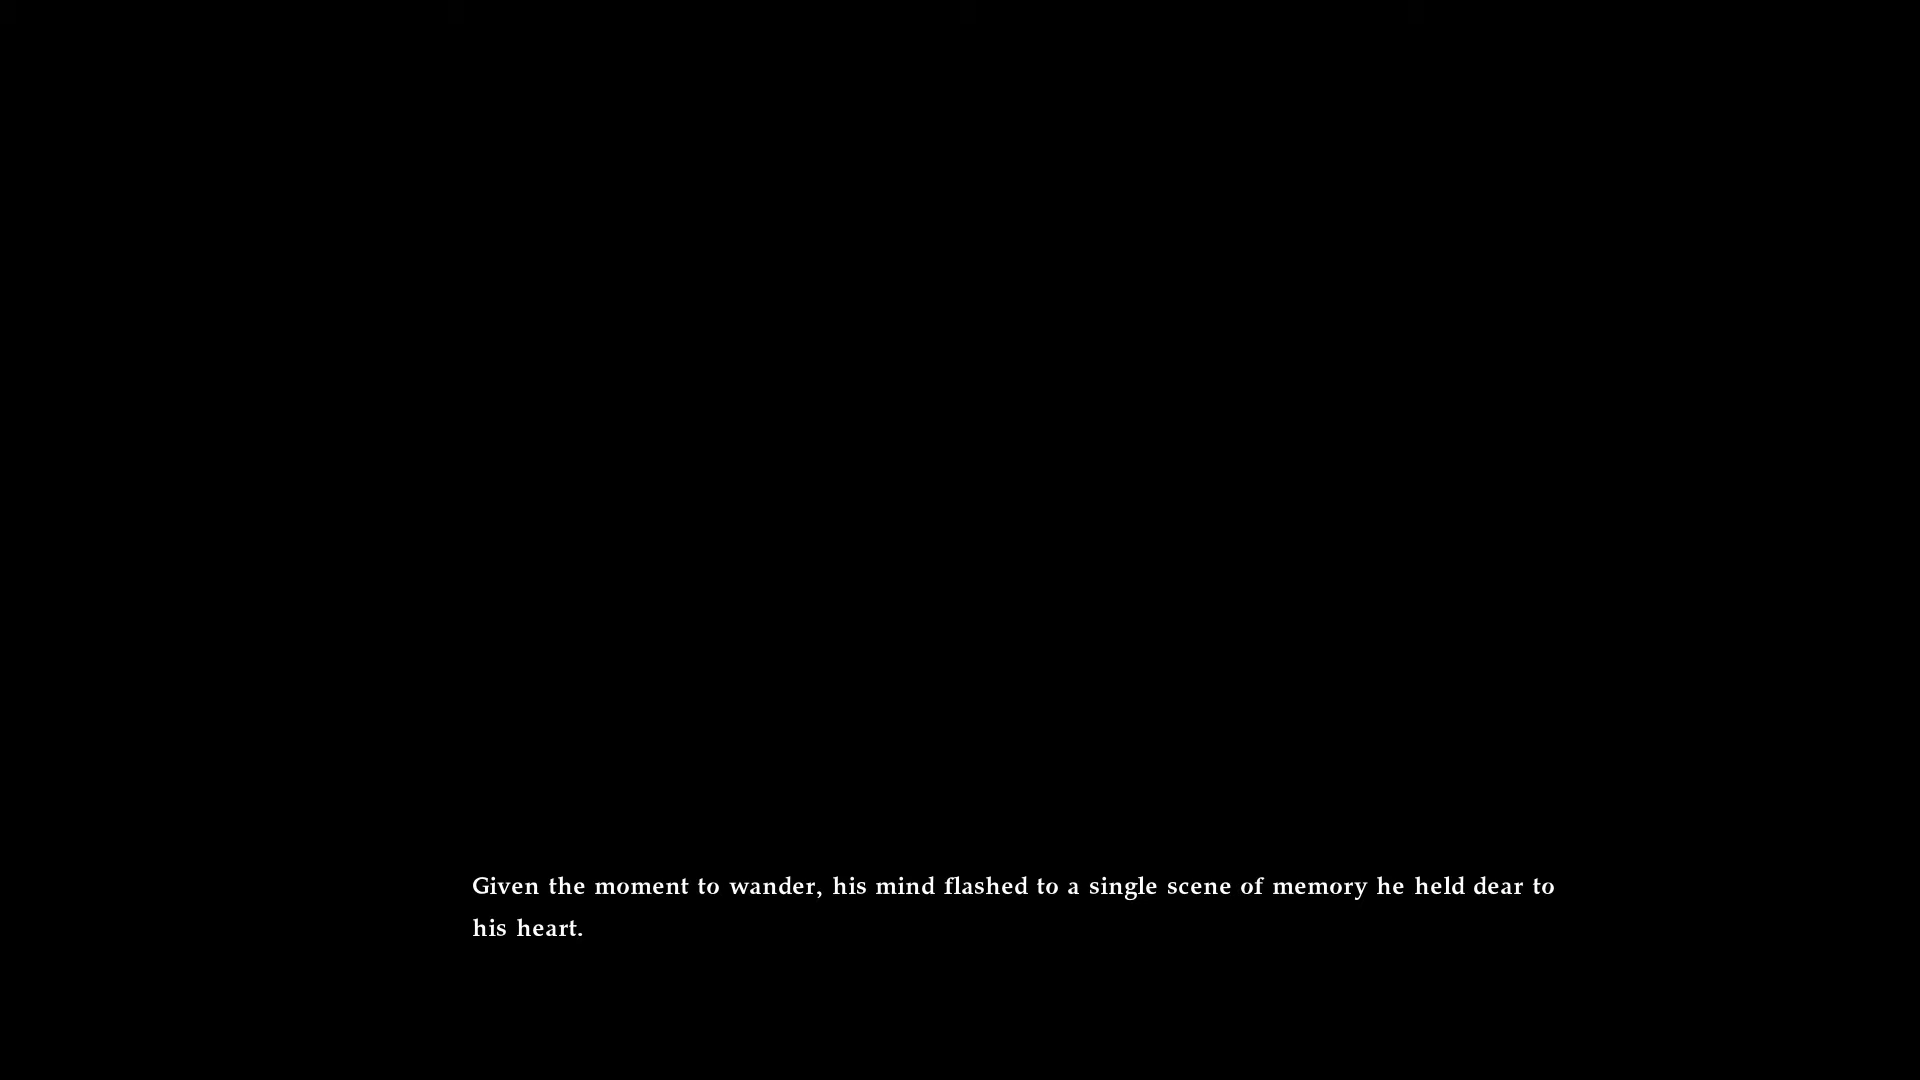 Given the moment to wander, his mind flashed to a single scene of memory he held dear to
his heart.